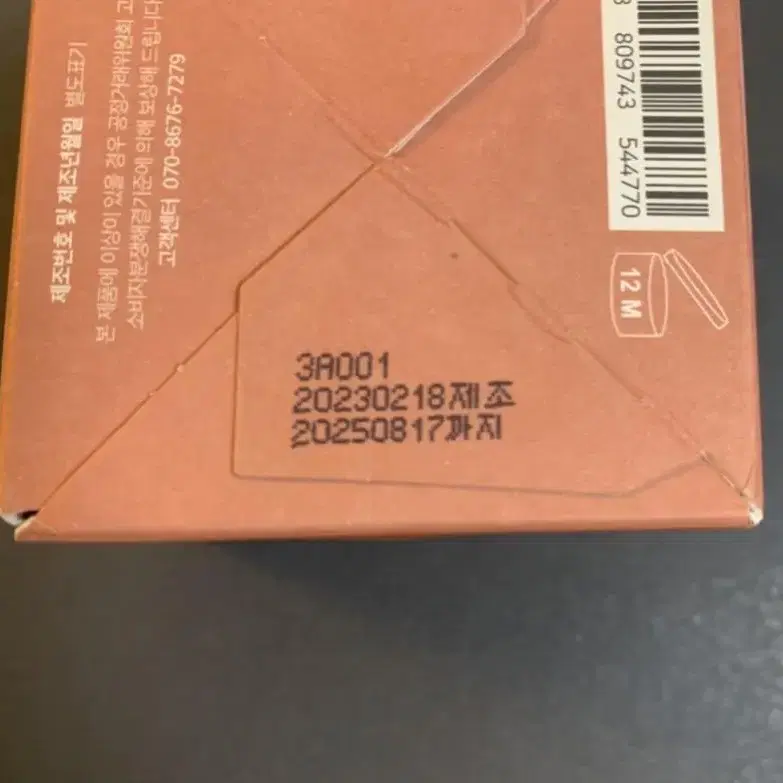 제조번호 및 제조년월일 별도표기
본 제품에 이상이 있을 경우 공정거래위원회 고
소비자분쟁해결기준에 의해 보상해 드립니다
고객센터 070-8676-7279
809743 544770
12 M
3A001
20230218제조
20250817까지